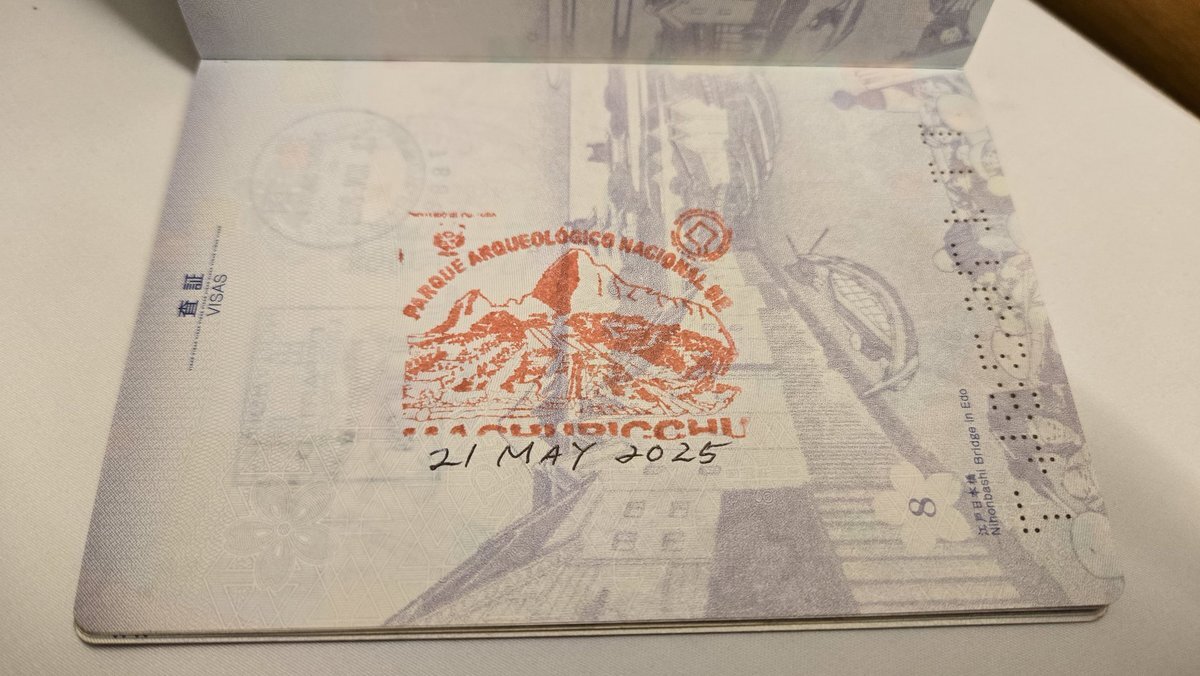 PARQUE ARQUEOLÓGICO NACIONAL DE
MACHUPICCHU
21 MAY 2025
査証
VISAS
8
江戸日本橋
Nihonbashi Bridge in Edo